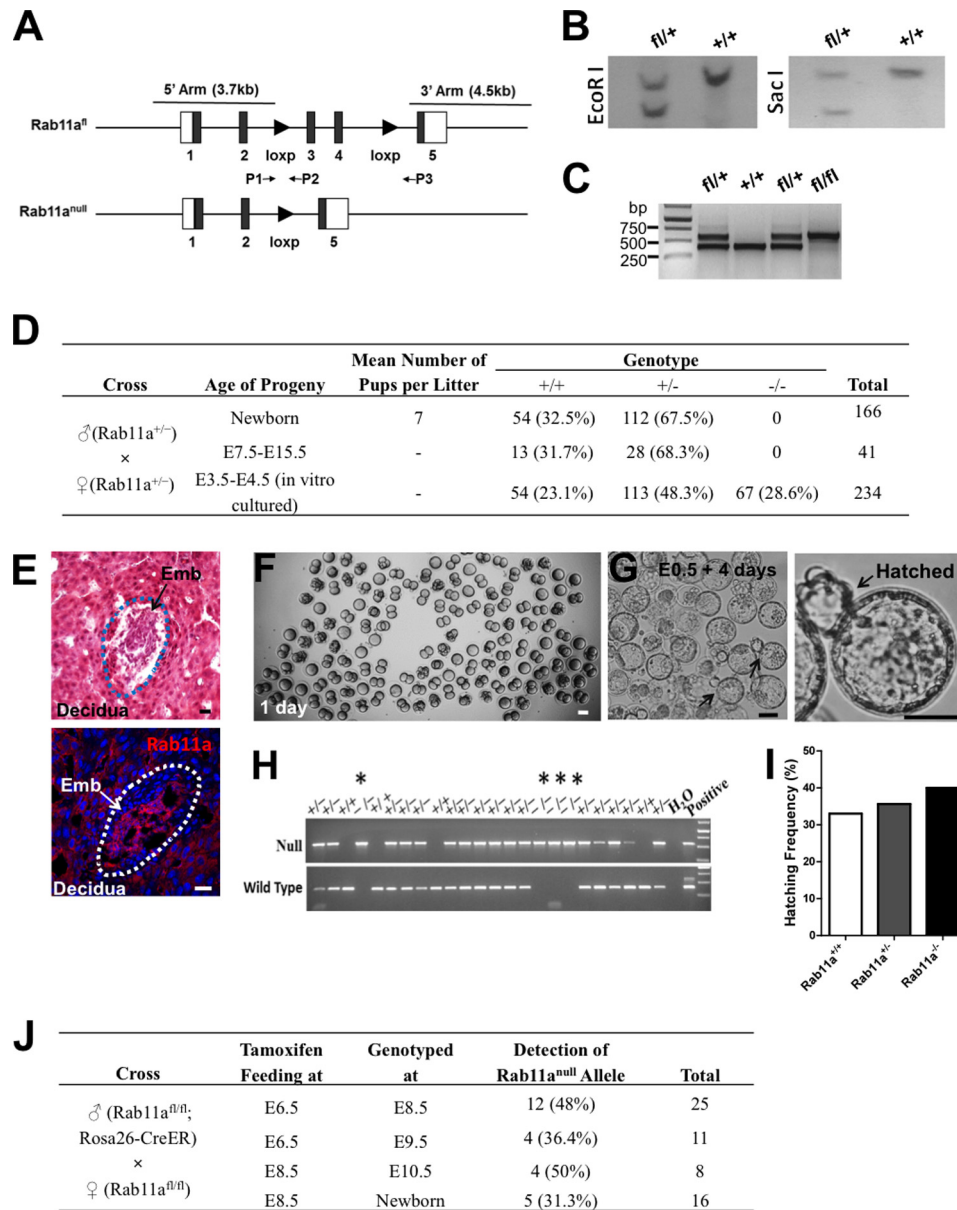 A
5' Arm (3.7kb)
3' Arm (4.5kb)
Rab11a^fl
1 2 loxp 3 4 loxp 5
P1→ ←P2 ←P3
Rab11a^null
1 2 loxp 5
B
fl/+ +/+
EcoR I
fl/+ +/+
Sac I
C
fl/+ +/+ fl/+ fl/fl
bp
750
500
250
D
Mean Number of Genotype
Cross Age of Progeny Pups per Litter +/+ +/- -/- Total
Newborn 7 54 (32.5%) 112 (67.5%) 0 166
♂(Rab11a^+/−)
× E7.5-E15.5 - 13 (31.7%) 28 (68.3%) 0 41
♀(Rab11a^+/−) E3.5-E4.5 (in vitro - 54 (23.1%) 113 (48.3%) 67 (28.6%) 234
cultured)
E
Emb
Decidua
Rab11a
Emb
Decidua
F
1 day
G
E0.5 + 4 days
Hatched
H
* * * *
H₂O
Positive
Null
Wild Type
I
Hatching Frequency (%)
50
40
30
20
10
0
Rab11a^+/+
Rab11a^+/-
Rab11a^-/-
J
Tamoxifen Genotyped Detection of
Cross Feeding at at Rab11a^null Allele Total
♂ (Rab11a^fl/fl; E6.5 E8.5 12 (48%) 25
Rosa26-CreER) E6.5 E9.5 4 (36.4%) 11
× E8.5 E10.5 4 (50%) 8
♀ (Rab11a^fl/fl) E8.5 Newborn 5 (31.3%) 16